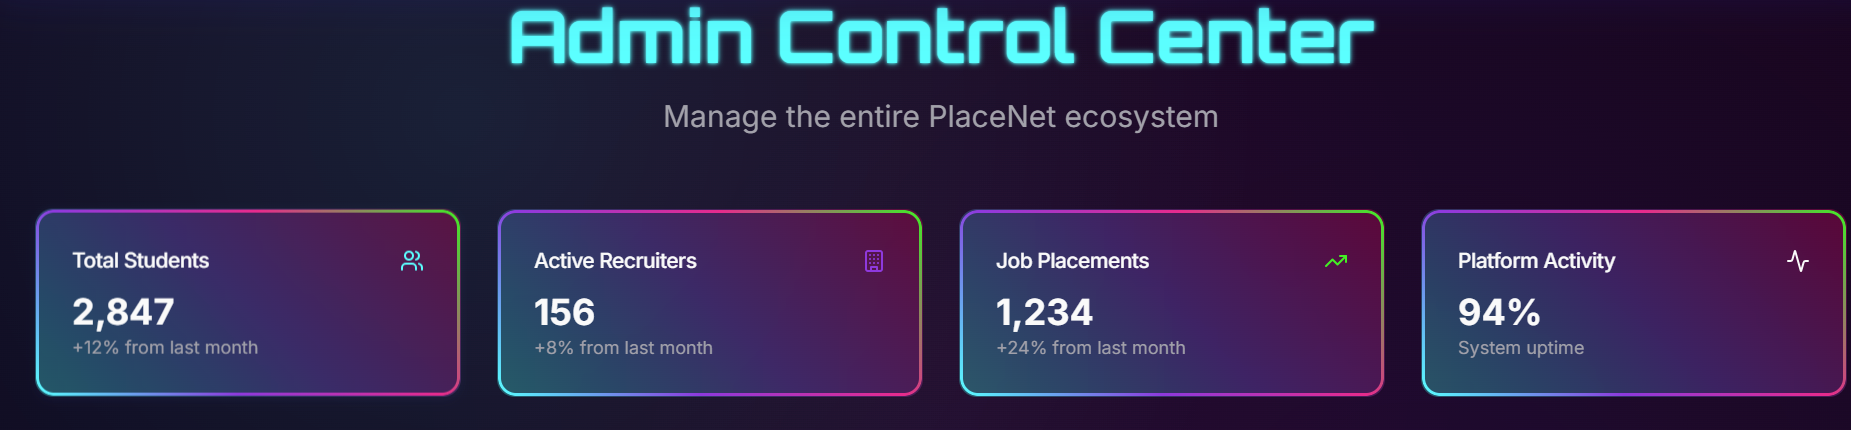 Admin Control Center
Manage the entire PlaceNet ecosystem
Total Students
2,847
+12% from last month
Active Recruiters
156
+8% from last month
Job Placements
1,234
+24% from last month
Platform Activity
94%
System uptime